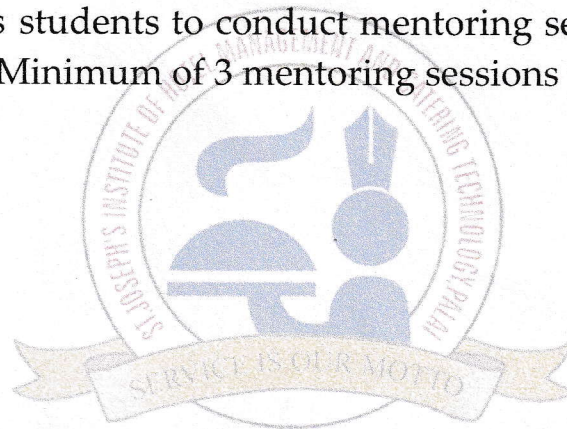 s students to conduct mentoring se
Minimum of 3 mentoring sessions
ST.JOSEPH'S INSTITUTE OF HOTEL MANAGEMENT AND CATERING TECHNOLOGY,PALAI
SERVICE IS OUR MOTTO